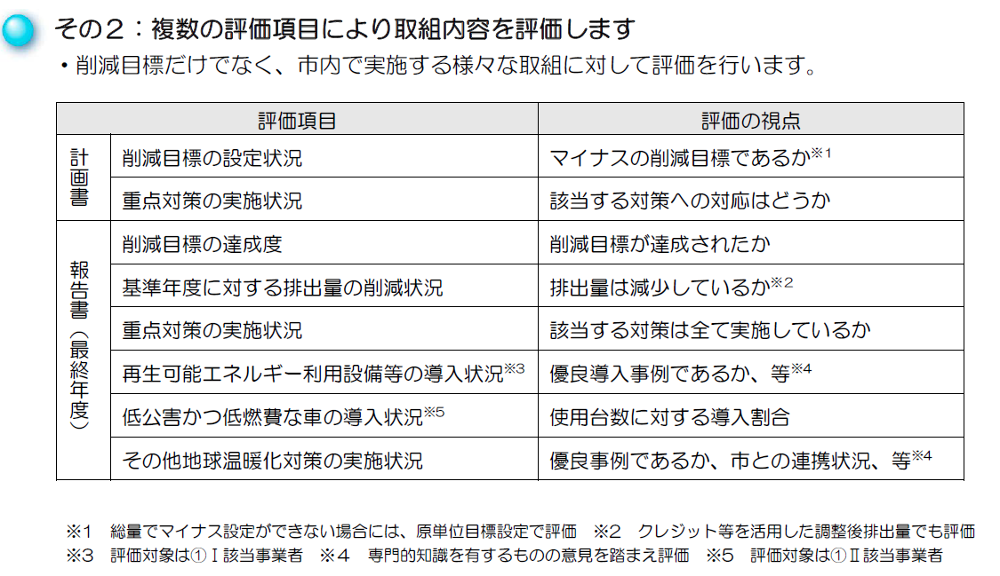 その２：複数の評価項目により取組内容を評価します
・削減目標だけでなく、市内で実施する様々な取組に対して評価を行います。
評価項目 評価の視点
計画書
削減目標の設定状況 マイナスの削減目標であるか※1
重点対策の実施状況 該当する対策への対応はどうか
報告書（最終年度）
削減目標の達成度 削減目標が達成されたか
基準年度に対する排出量の削減状況 排出量は減少しているか※2
重点対策の実施状況 該当する対策は全て実施しているか
再生可能エネルギー利用設備等の導入状況※3 優良導入事例であるか、等※4
低公害かつ低燃費な車の導入状況※5 使用台数に対する導入割合
その他地球温暖化対策の実施状況 優良事例であるか、市との連携状況、等※4
※1　総量でマイナス設定ができない場合には、原単位目標設定で評価　※2　クレジット等を活用した調整後排出量でも評価
※3　評価対象は①Ⅰ該当事業者　※４　専門的知識を有するものの意見を踏まえ評価　※5　評価対象は①Ⅱ該当事業者